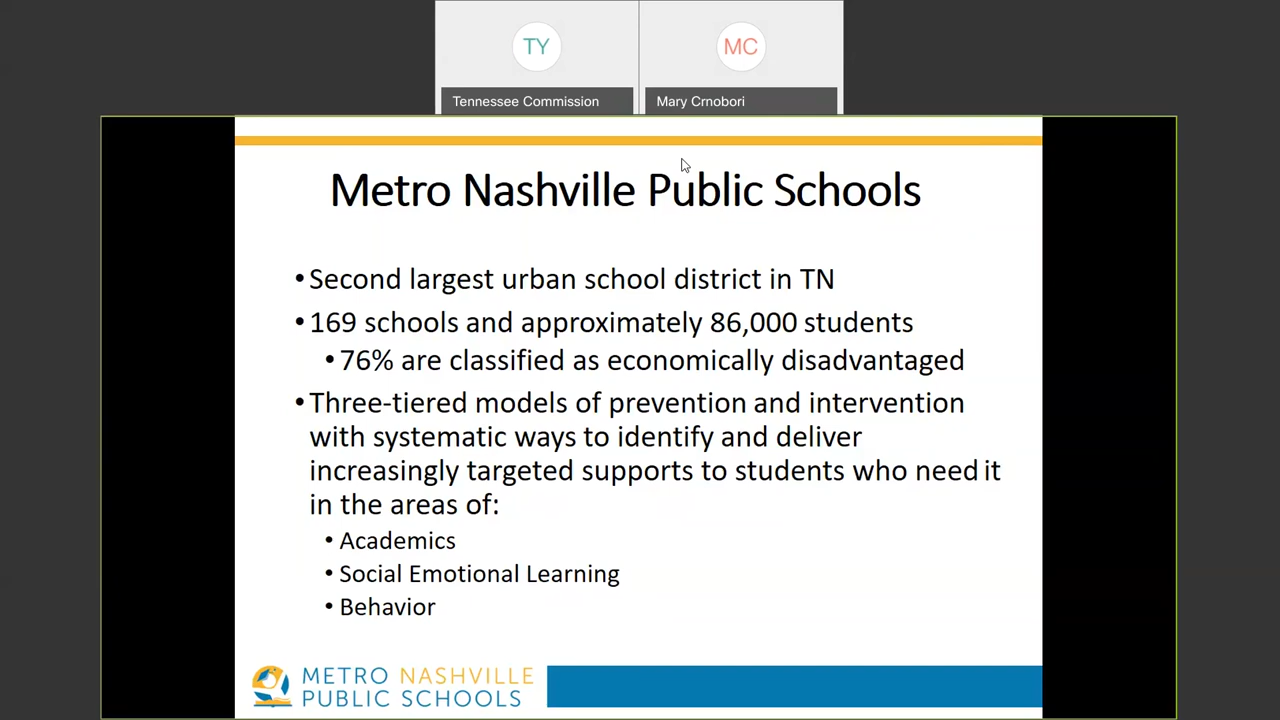 TY
MC
Tennessee Commission
Mary Crnobori
Metro Nashville Public Schools
•Second largest urban school district in TN
•169 schools and approximately 86,000 students
•76% are classified as economically disadvantaged
•Three-tiered models of prevention and intervention
with systematic ways to identify and deliver
increasingly targeted supports to students who need it
in the areas of:
• Academics
• Social Emotional Learning
• Behavior
METRO NASHVILLE
PUBLIC SCHOOLS